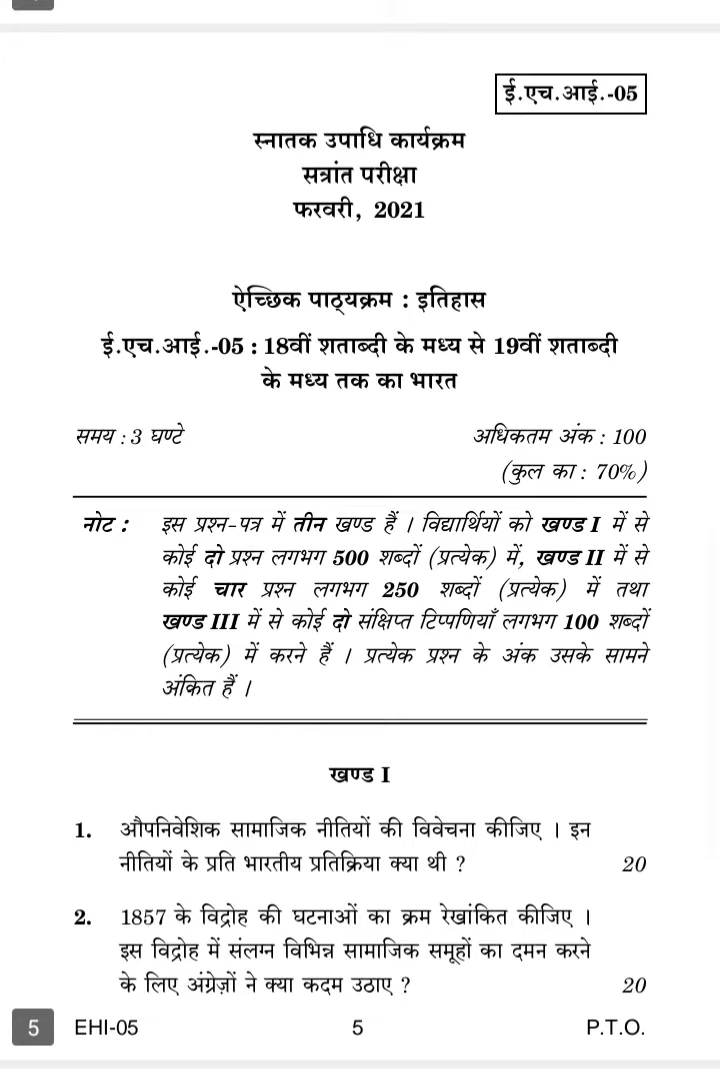 ई.एच.आई.-05
स्नातक उपाधि कार्यक्रम
सत्रांत परीक्षा
फरवरी, 2021
ऐच्छिक पाठ्यक्रम : इतिहास
ई.एच.आई.-05 : 18वीं शताब्दी के मध्य से 19वीं शताब्दी
के मध्य तक का भारत
समय : 3 घण्टे अधिकतम अंक : 100
(कुल का : 70%)
नोट : इस प्रश्न-पत्र में तीन खण्ड हैं । विद्यार्थियों को खण्ड I में से
कोई दो प्रश्न लगभग 500 शब्दों (प्रत्येक) में, खण्ड II में से
कोई चार प्रश्न लगभग 250 शब्दों (प्रत्येक) में तथा
खण्ड III में से कोई दो संक्षिप्त टिप्पणियाँ लगभग 100 शब्दों
(प्रत्येक) में करने हैं । प्रत्येक प्रश्न के अंक उसके सामने
अंकित हैं ।
खण्ड I
1. औपनिवेशिक सामाजिक नीतियों की विवेचना कीजिए । इन
नीतियों के प्रति भारतीय प्रतिक्रिया क्या थी ? 20
2. 1857 के विद्रोह की घटनाओं का क्रम रेखांकित कीजिए ।
इस विद्रोह में संलग्न विभिन्न सामाजिक समूहों का दमन करने
के लिए अंग्रेज़ों ने क्या कदम उठाए ? 20
5 EHI-05 5 P.T.O.